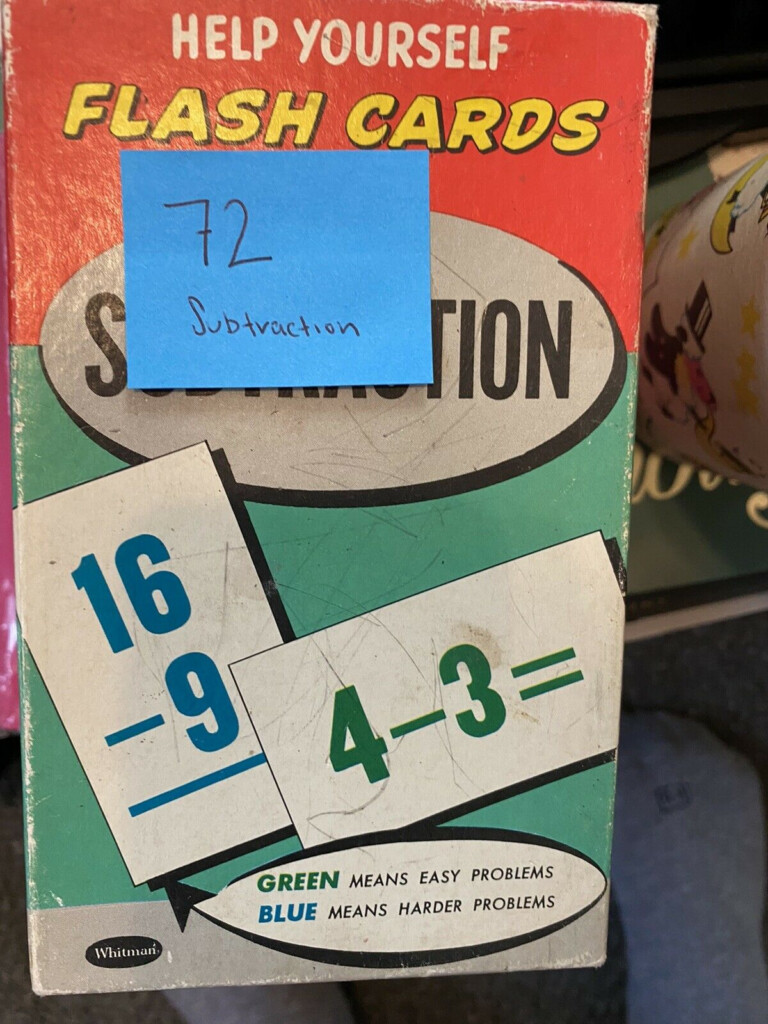 HELP YOURSELF
FLASH CARDS
72
Subtraction
SUBTRACTION
16
-9
4-3=
GREEN MEANS EASY PROBLEMS
BLUE MEANS HARDER PROBLEMS
Whitman